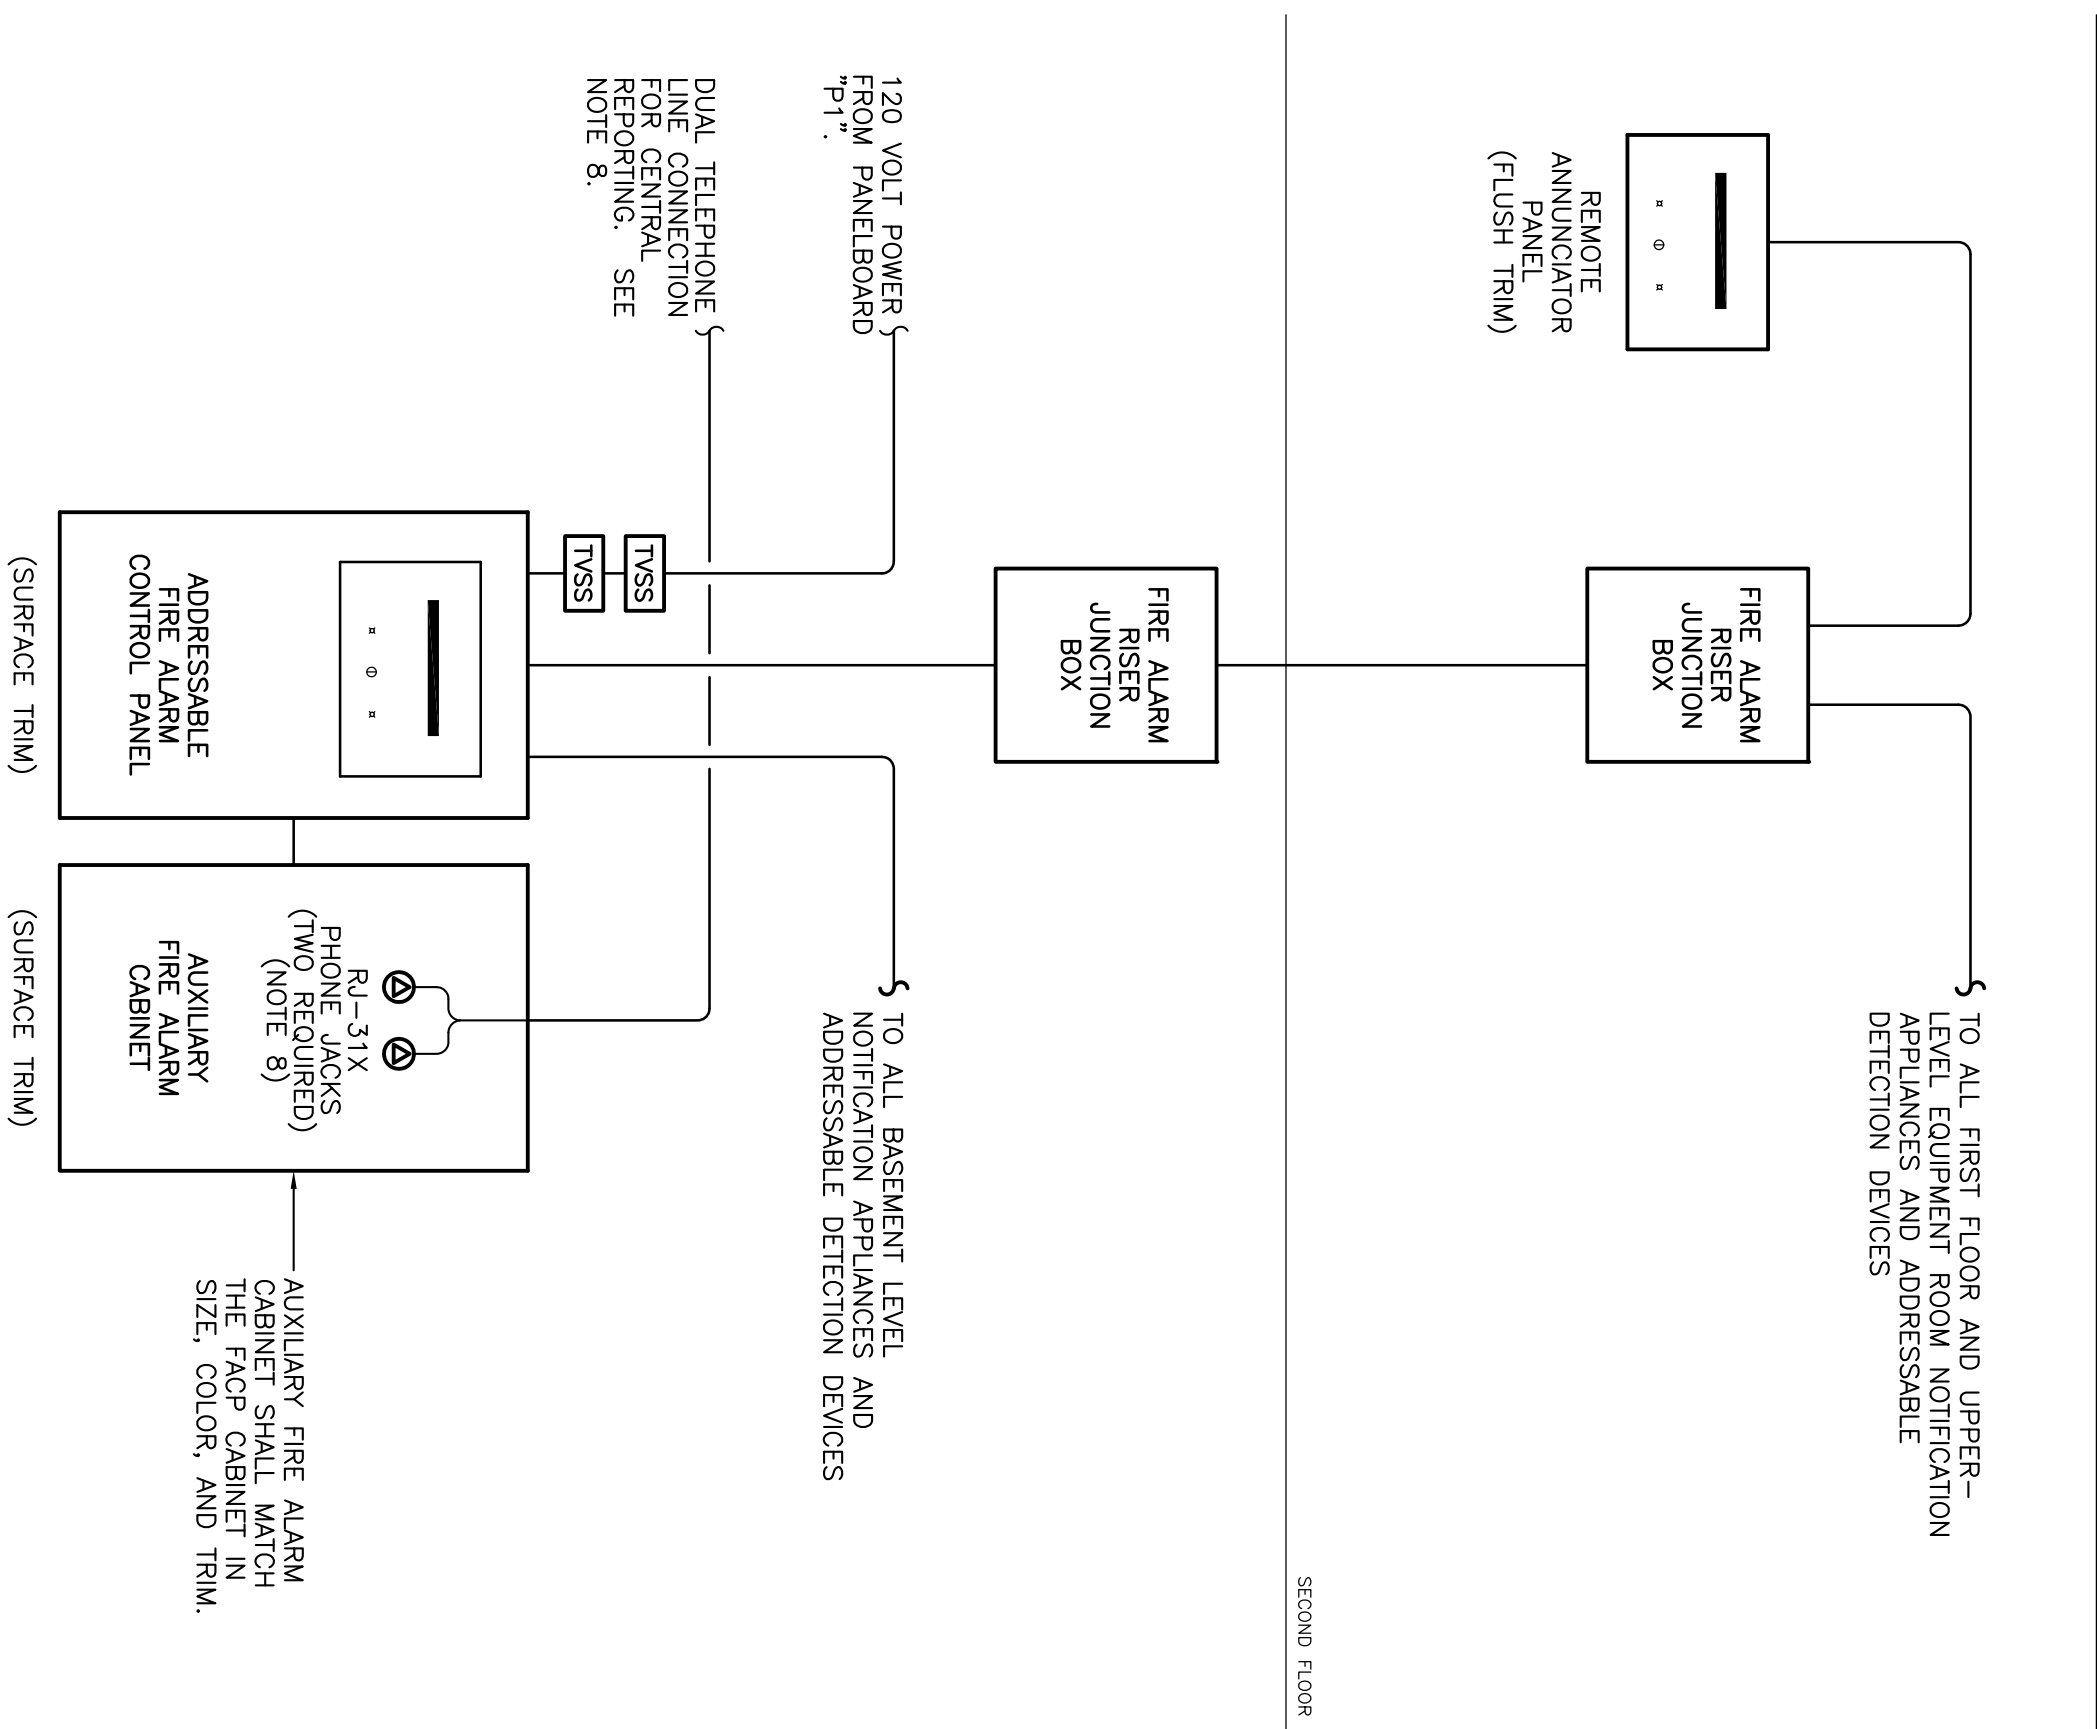 TO ALL FIRST FLOOR AND UPPER-
LEVEL EQUIPMENT ROOM NOTIFICATION
APPLIANCES AND ADDRESSABLE
DETECTION DEVICES
REMOTE
ANNUNCIATOR
PANEL
(FLUSH TRIM)
FIRE ALARM
RISER
JUNCTION
BOX
SECOND FLOOR
FIRE ALARM
RISER
JUNCTION
BOX
120 VOLT POWER
FROM PANELBOARD
"P1".
TO ALL BASEMENT LEVEL
NOTIFICATION APPLIANCES AND
ADDRESSABLE DETECTION DEVICES
DUAL TELEPHONE
LINE CONNECTION
FOR CENTRAL
REPORTING. SEE
NOTE 8.
TVSS
TVSS
ADDRESSABLE
FIRE ALARM
CONTROL PANEL
(SURFACE TRIM)
RJ-31X
PHONE JACKS
(TWO REQUIRED)
(NOTE 8)
AUXILIARY
FIRE ALARM
CABINET
(SURFACE TRIM)
AUXILIARY FIRE ALARM
CABINET SHALL MATCH
THE FACP CABINET IN
SIZE, COLOR, AND TRIM.